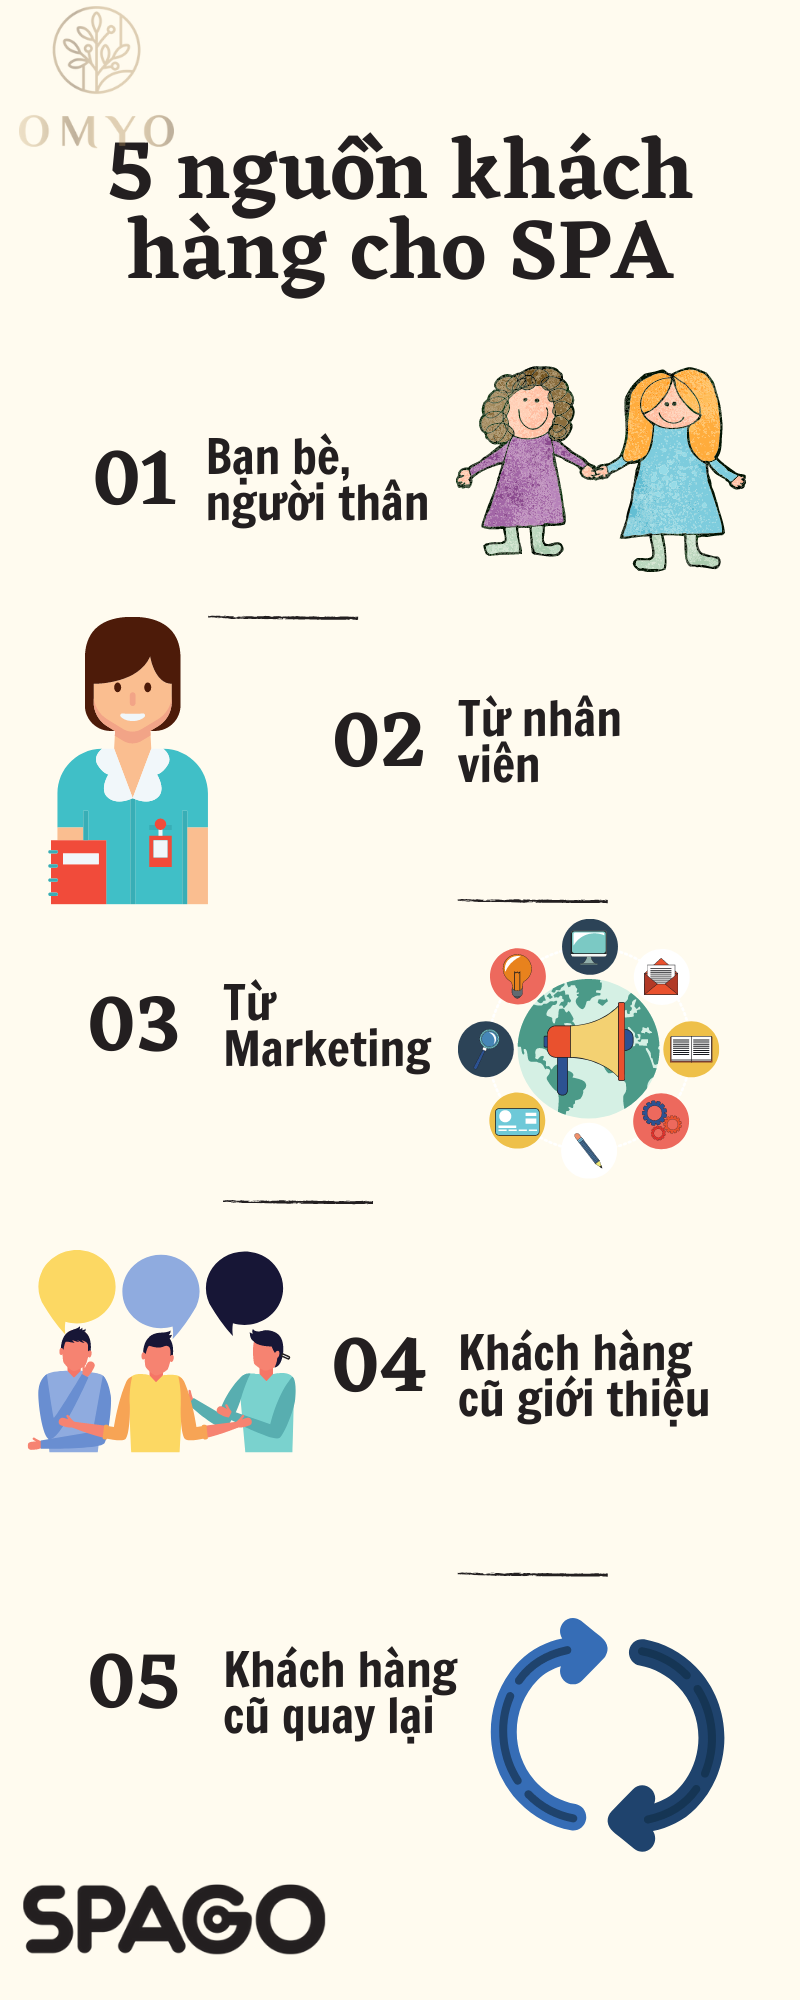 OMYO
5 nguồn khách
hàng cho SPA
01
Bạn bè,
người thân
02
Từ nhân
viên
03
Từ
Marketing
04
Khách hàng
cũ giới thiệu
05
Khách hàng
cũ quay lại
SPAGO